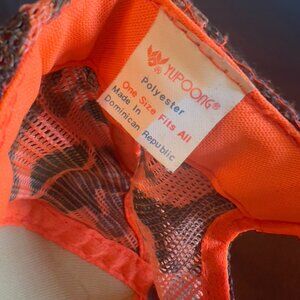 YUPOONG®
Polyester
One Size Fits All
Made In
Dominican Republic